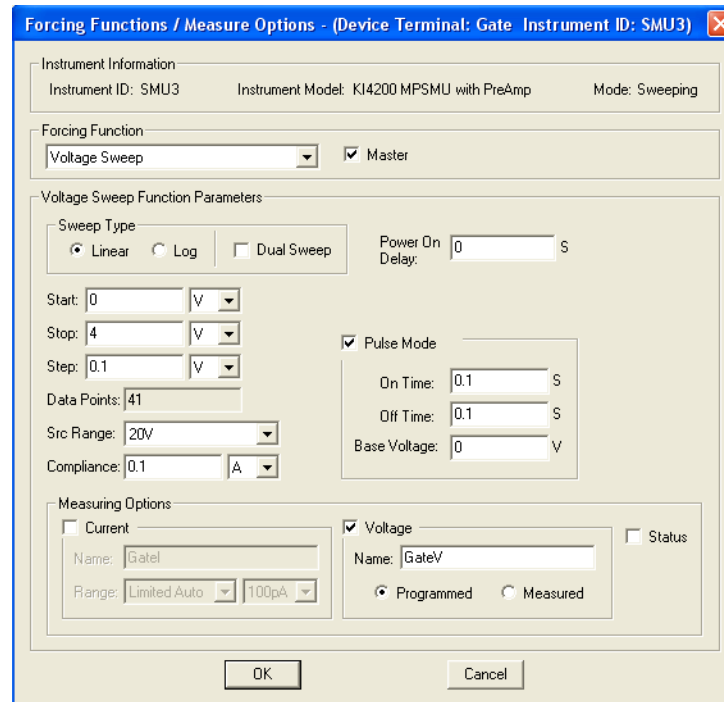 Forcing Functions / Measure Options - (Device Terminal: Gate  Instrument ID: SMU3)
Instrument Information
Instrument ID: SMU3 Instrument Model: KI4200 MPSMU with PreAmp Mode: Sweeping
Forcing Function
Voltage Sweep Master
Voltage Sweep Function Parameters
Sweep Type
Linear Log Dual Sweep
Power On Delay: 0 S
Start: 0 V
Stop: 4 V
Step: 0.1 V
Data Points: 41
Src Range: 20V
Compliance: 0.1 A
Pulse Mode
On Time: 0.1 S
Off Time: 0.1 S
Base Voltage: 0 V
Measuring Options
Current
Name: GateI
Range: Limited Auto 100pA
Voltage
Name: GateV
Programmed Measured
Status
OK Cancel